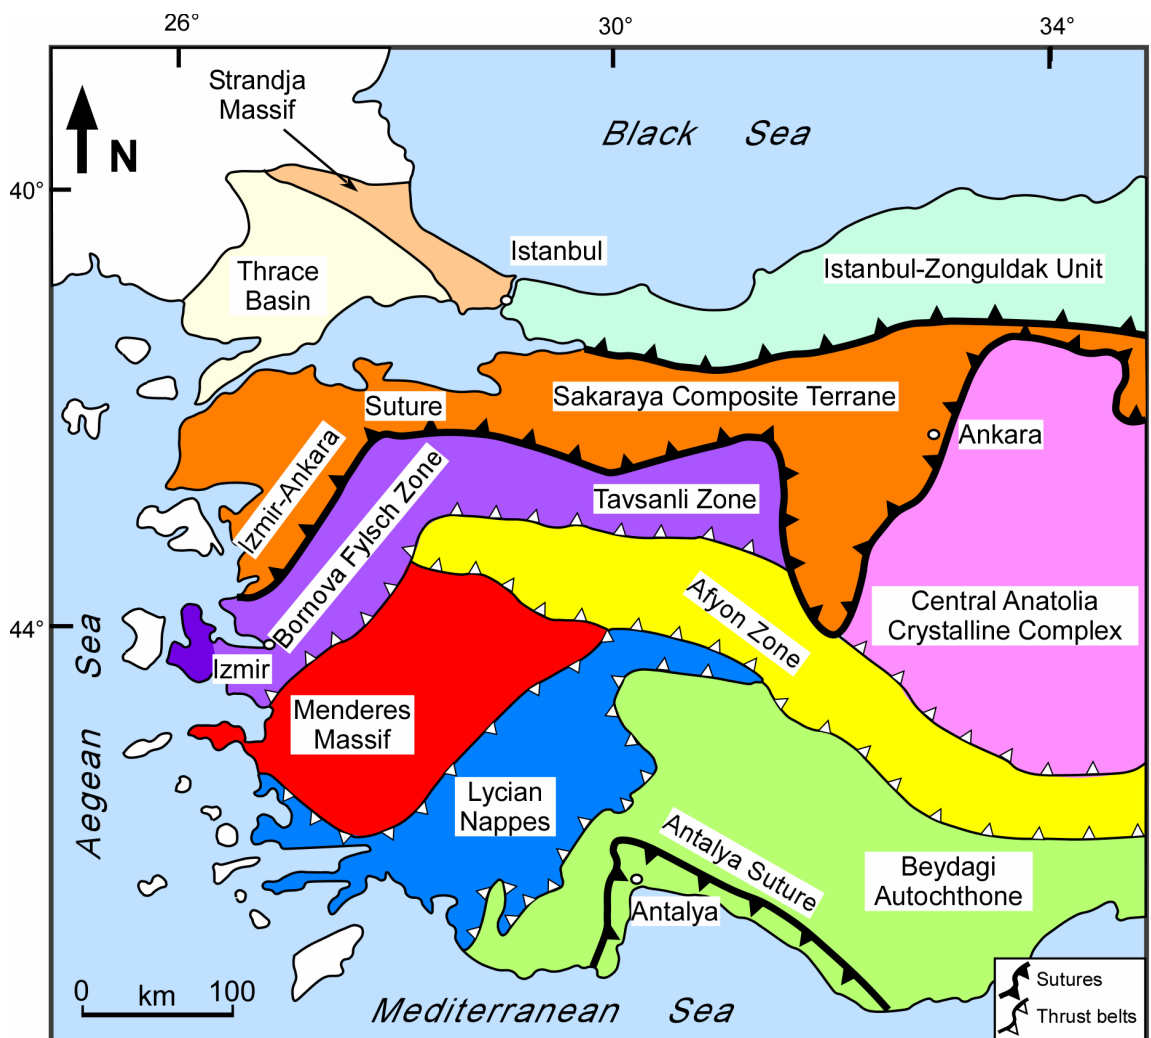 26°
30°
34°
Strandja
Massif
Black Sea
N
40°
Istanbul
Thrace
Basin
Istanbul-Zonguldak Unit
Sakaraya Composite Terrane
Suture
Ankara
Izmir-Ankara
Bornova Fylsch Zone
Tavsanli Zone
Afyon Zone
Central Anatolia
Crystalline Complex
44°
Izmir
Aegean Sea
Menderes
Massif
Lycian
Nappes
Antalya Suture
Beydagi
Autochthone
Antalya
0 km 100
Mediterranean Sea
Sutures
Thrust belts